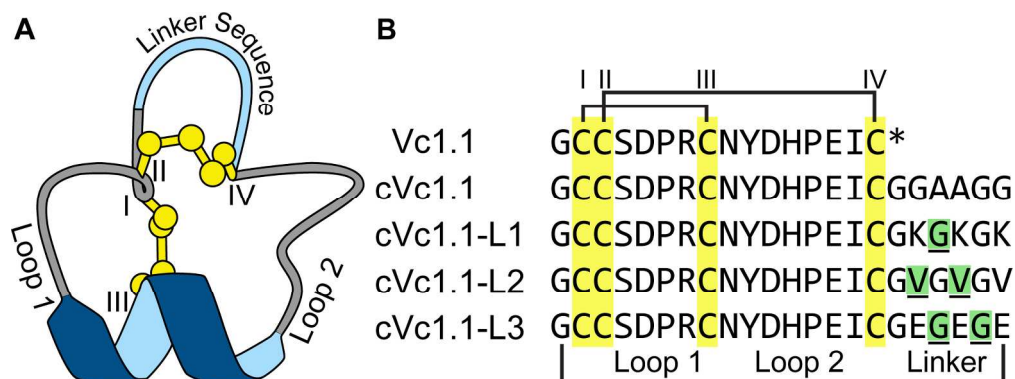 A
Linker Sequence
II
I
IV
III
Loop 1
Loop 2
B
I II III IV
Vc1.1 GCCSDPRCNYDHPEIC*
cVc1.1 GCCSDPRCNYDHPEICGGAAGG
cVc1.1-L1 GCCSDPRCNYDHPEICGKGKGK
cVc1.1-L2 GCCSDPRCNYDHPEICGVGVGV
cVc1.1-L3 GCCSDPRCNYDHPEICGEGEGE
Loop 1 Loop 2 Linker